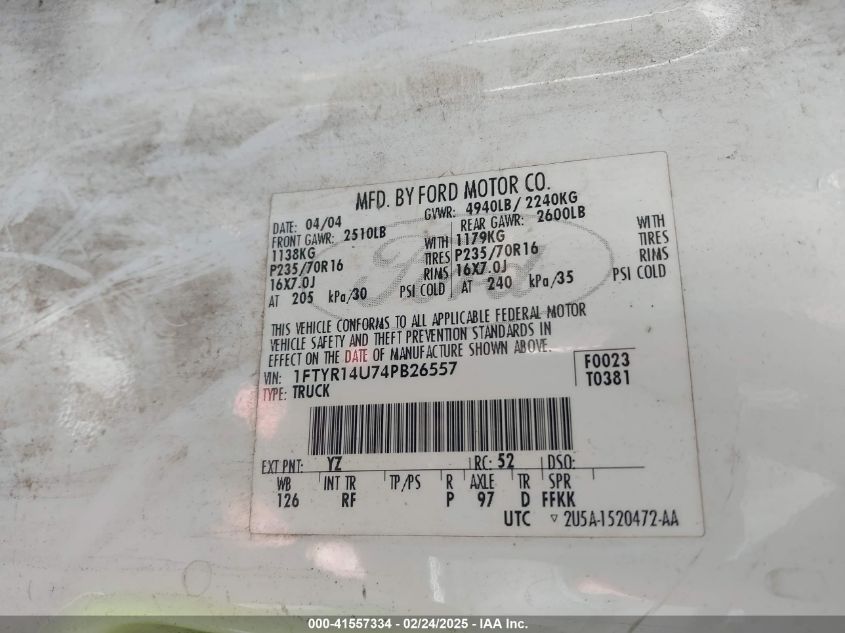 MFD. BY FORD MOTOR CO.
DATE: 04/04 GVWR: 4940LB/ 2240KG
FRONT GAWR: 2510LB REAR GAWR: 2600LB
1138KG WITH 1179KG WITH
P235/70R16 TIRES P235/70R16 TIRES
16X7.0J RIMS 16X7.0J RIMS
AT 205 kPa/30 PSI COLD AT 240 kPa/35 PSI COLD
Ford
THIS VEHICLE CONFORMS TO ALL APPLICABLE FEDERAL MOTOR
VEHICLE SAFETY AND THEFT PREVENTION STANDARDS IN
EFFECT ON THE DATE OF MANUFACTURE SHOWN ABOVE.
VIN: 1FTYR14U74PB26557 F0023
TYPE: TRUCK T0381
EXT PNT: YZ RC: 52 DSO:
WB INT TR TP/PS R AXLE TR SPR
126 RF P 97 D FFKK
UTC ▽ 2U5A-1520472-AA
000-41557334 - 02/24/2025 - IAA Inc.